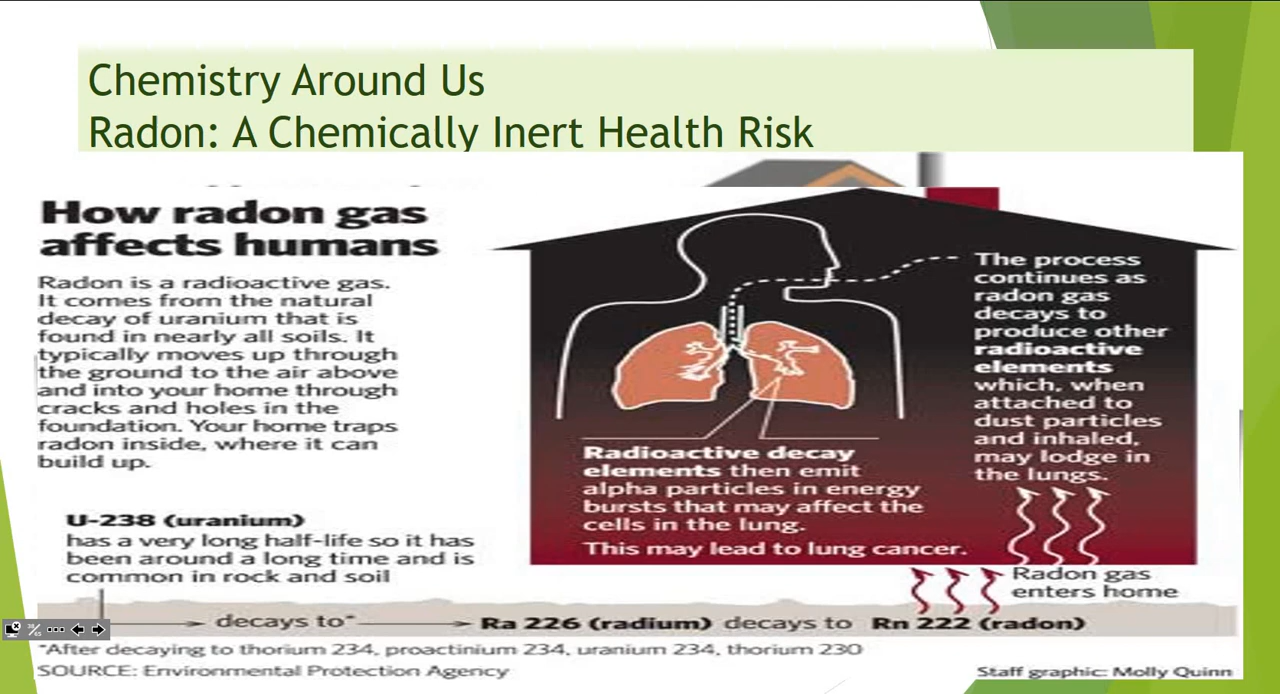 Chemistry Around Us
Radon: A Chemically Inert Health Risk
How radon gas
affects humans
Radon is a radioactive gas.
It comes from the natural
decay of uranium that is
found in nearly all soils. It
typically moves up through
the ground to the air above
and into your home through
cracks and holes in the
foundation. Your home traps
radon inside, where it can
build up.
The process
continues as
radon gas
decays to
produce other
radioactive
elements
which, when
attached to
dust particles
and inhaled,
may lodge in
the lungs.
Radioactive decay
elements then emit
alpha particles in energy
bursts that may affect the
cells in the lung.
This may lead to lung cancer.
U-238 (uranium)
has a very long half-life so it has
been around a long time and is
common in rock and soil
Radon gas
enters home
decays to* Ra 226 (radium) decays to Rn 222 (radon)
*After decaying to thorium 234, proactinium 234, uranium 234, thorium 230
SOURCE: Environmental Protection Agency
Staff graphic: Molly Quinn